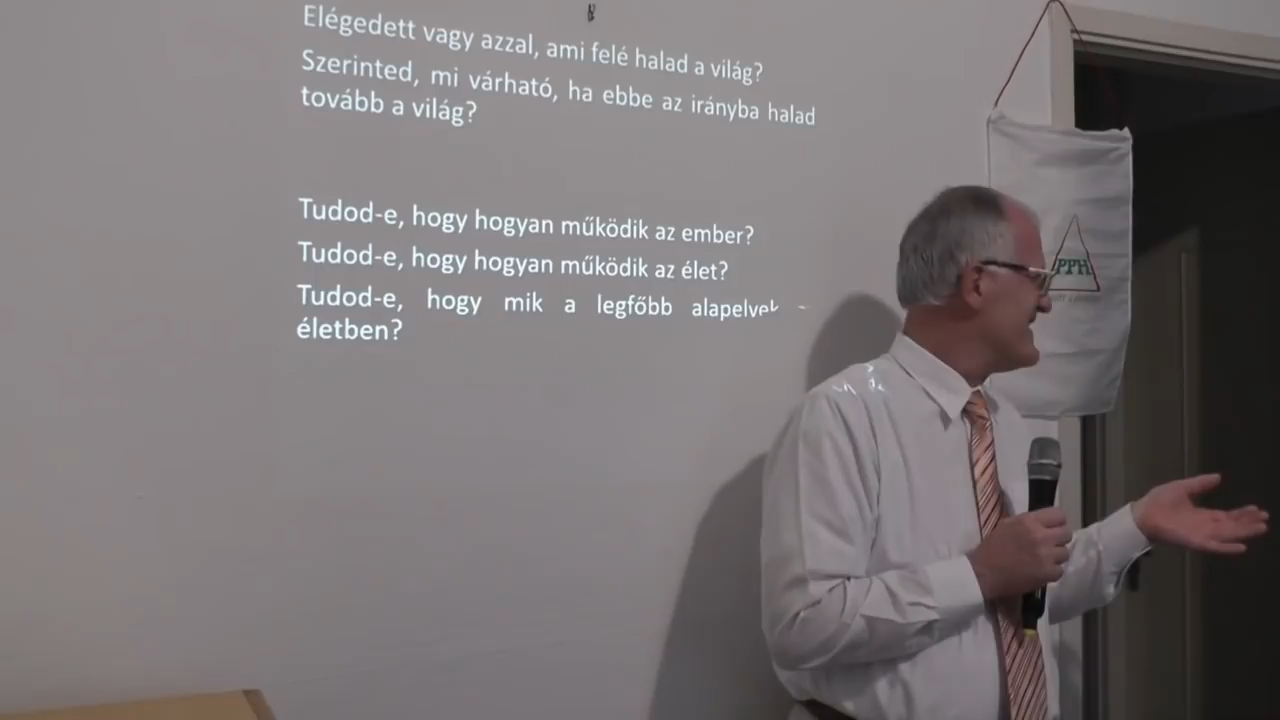 Elégedett vagy azzal, ami felé halad a világ?
Szerinted, mi várható, ha ebbe az irányba halad
tovább a világ?
Tudod-e, hogy hogyan működik az ember?
Tudod-e, hogy hogyan működik az élet?
Tudod-e, hogy mik a legfőbb alapelvek
életben?
PPH